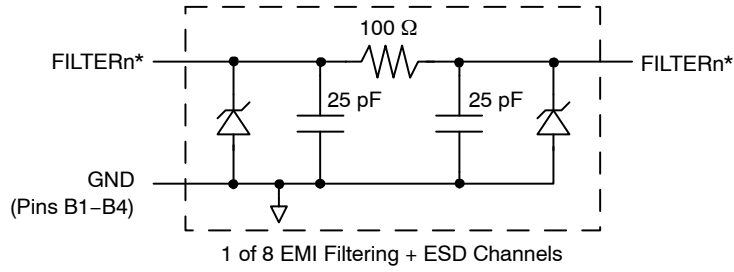 100 Ω
FILTERn*
FILTERn*
25 pF
25 pF
GND
(Pins B1–B4)
1 of 8 EMI Filtering + ESD Channels